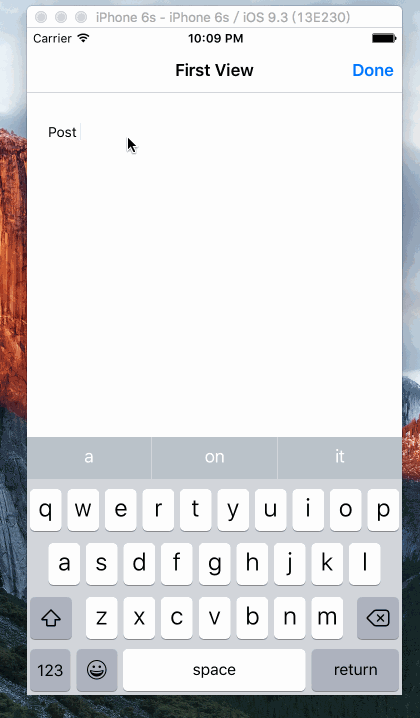 iPhone 6s - iPhone 6s / iOS 9.3 (13E230)
Carrier 10:09 PM
First View Done
Post
a on it
q w e r t y u i o p
a s d f g h j k l
z x c v b n m
123 space return